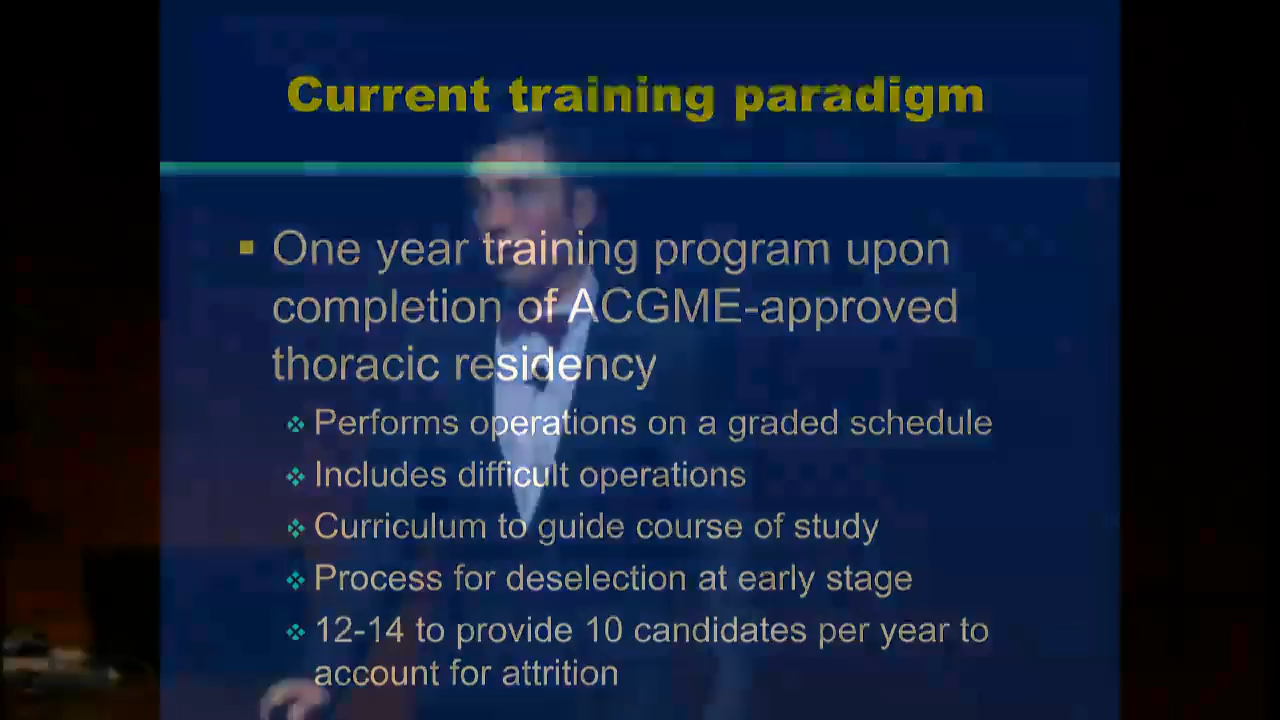 Current training paradigm
One year training program upon
completion of ACGME-approved
thoracic residency
Performs operations on a graded schedule
Includes difficult operations
Curriculum to guide course of study
Process for deselection at early stage
12-14 to provide 10 candidates per year to
account for attrition